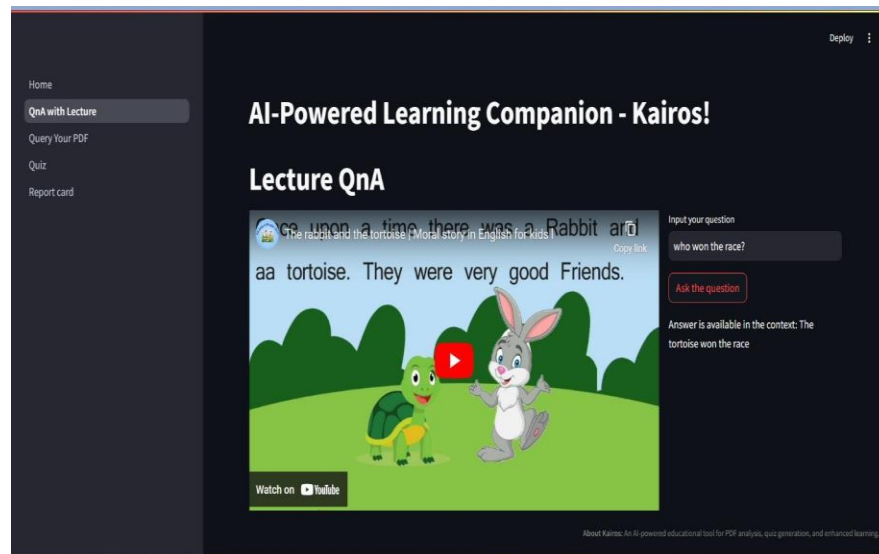 Deploy
Home
QnA with Lecture
Query Your PDF
Quiz
Report card
AI-Powered Learning Companion - Kairos!
Lecture QnA
Once upon a time there was a Rabbit and
The rabbit and the tortoise | Moral story in English for kids |
Copy link
aa tortoise. They were very good Friends.
Watch on YouTube
Input your question
who won the race?
Ask the question
Answer is available in the context: The
tortoise won the race
About Kairos: An AI-powered educational tool for PDF analysis, quiz generation, and enhanced learning.